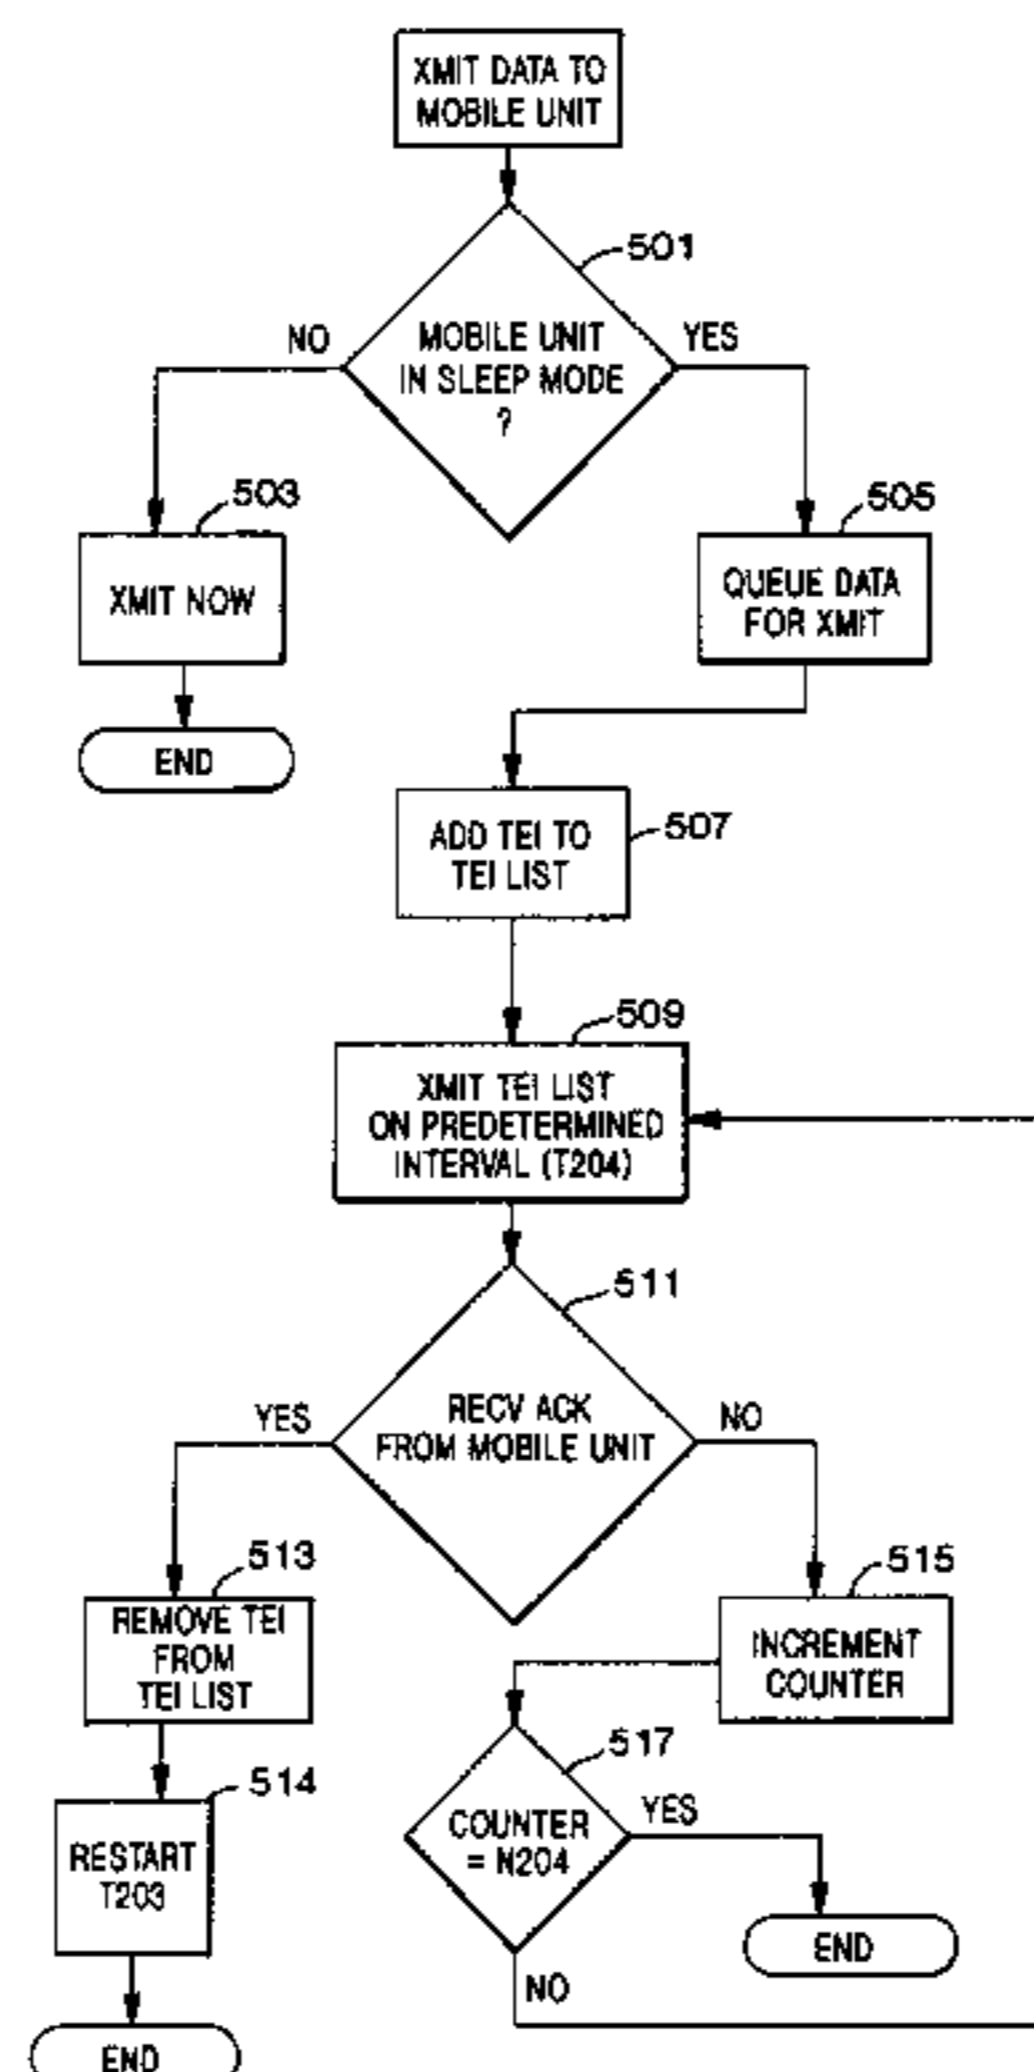 XMIT DATA TO
MOBILE UNIT
501
MOBILE UNIT
IN SLEEP MODE
?
NO
YES
503
XMIT NOW
END
505
QUEUE DATA
FOR XMIT
507
ADD TEI TO
TEI LIST
509
XMIT TEI LIST
ON PREDETERMINED
INTERVAL (T204)
511
RECV ACK
FROM MOBILE UNIT
YES
NO
513
REMOVE TEI
FROM
TEI LIST
515
INCREMENT
COUNTER
514
RESTART
T203
END
517
COUNTER
= N204
YES
END
NO